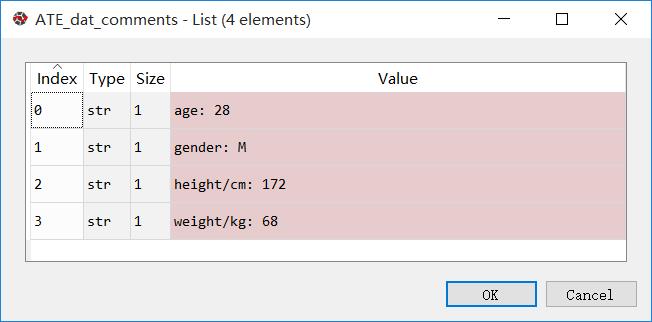 ATE_dat_comments - List (4 elements)
Index Type Size Value
0 str 1 age: 28
1 str 1 gender: M
2 str 1 height/cm: 172
3 str 1 weight/kg: 68
OK Cancel